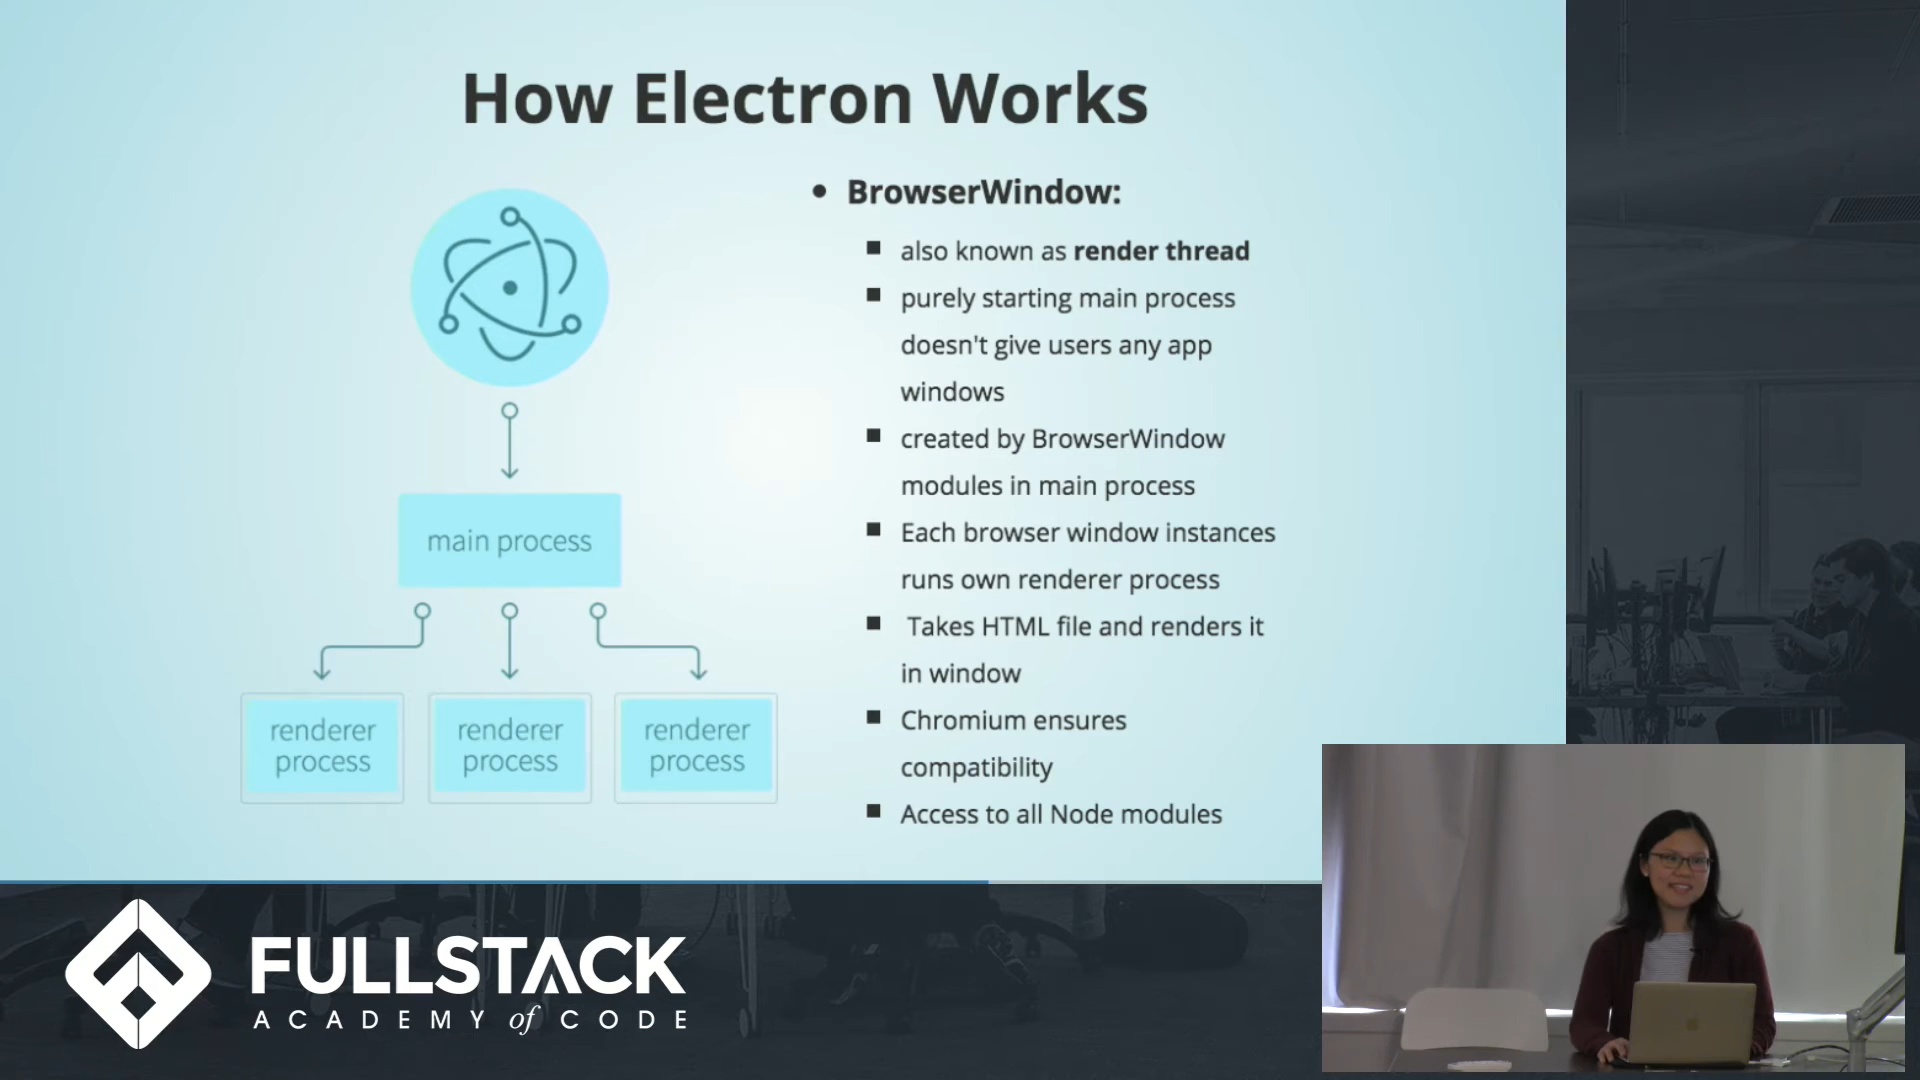 How Electron Works
main process
renderer
process
renderer
process
renderer
process
BrowserWindow:
also known as render thread
purely starting main process
doesn't give users any app
windows
created by BrowserWindow
modules in main process
Each browser window instances
runs own renderer process
Takes HTML file and renders it
in window
Chromium ensures
compatibility
Access to all Node modules
FULLSTACK
ACADEMY of CODE